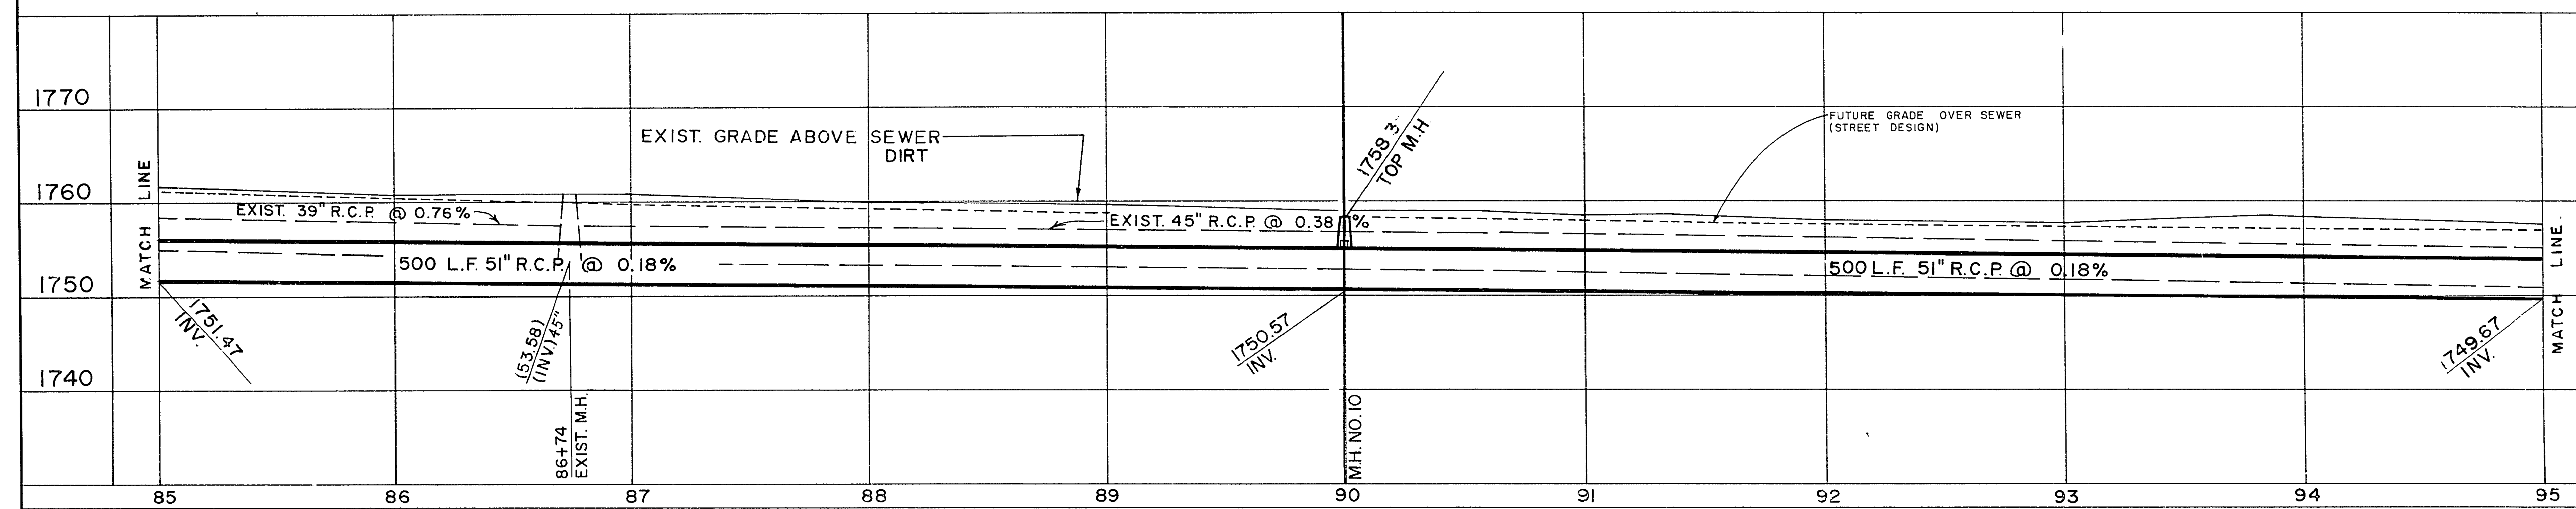 1770
1760
1750
1740
MATCH LINE
EXIST. GRADE ABOVE SEWER
DIRT
EXIST. 39" R.C.P. @ 0.76%
EXIST. 45" R.C.P. @ 0.38 %
500 L.F. 51" R.C.P. @ 0.18%
1751.47
INV.
(53.58)
(INV.) 45"
86+74
EXIST. M.H.
1758.3
TOP M.H.
FUTURE GRADE OVER SEWER
(STREET DESIGN)
500 L.F. 51" R.C.P. @ 0.18%
1750.57
INV.
M.H. NO. 10
1749.67
INV.
MATCH LINE.
85 86 87 88 89 90 91 92 93 94 95